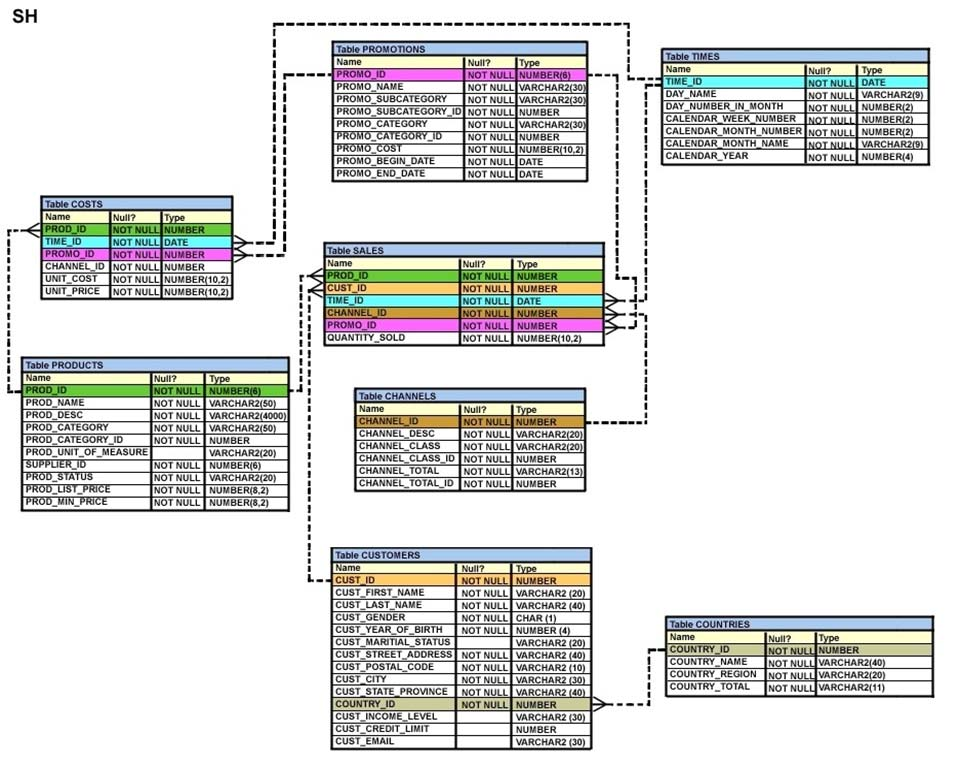 SH
Table PROMOTIONS
Name Null? Type
PROMO_ID NOT NULL NUMBER(6)
PROMO_NAME NOT NULL VARCHAR2(30)
PROMO_SUBCATEGORY NOT NULL VARCHAR2(30)
PROMO_SUBCATEGORY_ID NOT NULL NUMBER
PROMO_CATEGORY NOT NULL VARCHAR2(30)
PROMO_CATEGORY_ID NOT NULL NUMBER
PROMO_COST NOT NULL NUMBER(10,2)
PROMO_BEGIN_DATE NOT NULL DATE
PROMO_END_DATE NOT NULL DATE
Table TIMES
Name Null? Type
TIME_ID NOT NULL DATE
DAY_NAME NOT NULL VARCHAR2(9)
DAY_NUMBER_IN_MONTH NOT NULL NUMBER(2)
CALENDAR_WEEK_NUMBER NOT NULL NUMBER(2)
CALENDAR_MONTH_NUMBER NOT NULL NUMBER(2)
CALENDAR_MONTH_NAME NOT NULL VARCHAR2(9)
CALENDAR_YEAR NOT NULL NUMBER(4)
Table COSTS
Name Null? Type
PROD_ID NOT NULL NUMBER
TIME_ID NOT NULL DATE
PROMO_ID NOT NULL NUMBER
CHANNEL_ID NOT NULL NUMBER
UNIT_COST NOT NULL NUMBER(10,2)
UNIT_PRICE NOT NULL NUMBER(10,2)
Table SALES
Name Null? Type
PROD_ID NOT NULL NUMBER
CUST_ID NOT NULL NUMBER
TIME_ID NOT NULL DATE
CHANNEL_ID NOT NULL NUMBER
PROMO_ID NOT NULL NUMBER
QUANTITY_SOLD NOT NULL NUMBER(10,2)
Table PRODUCTS
Name Null? Type
PROD_ID NOT NULL NUMBER(6)
PROD_NAME NOT NULL VARCHAR2(50)
PROD_DESC NOT NULL VARCHAR2(4000)
PROD_CATEGORY NOT NULL VARCHAR2(50)
PROD_CATEGORY_ID NOT NULL NUMBER
PROD_UNIT_OF_MEASURE VARCHAR2(20)
SUPPLIER_ID NOT NULL NUMBER(6)
PROD_STATUS NOT NULL VARCHAR2(20)
PROD_LIST_PRICE NOT NULL NUMBER(8,2)
PROD_MIN_PRICE NOT NULL NUMBER(8,2)
Table CHANNELS
Name Null? Type
CHANNEL_ID NOT NULL NUMBER
CHANNEL_DESC NOT NULL VARCHAR2(20)
CHANNEL_CLASS NOT NULL VARCHAR2(20)
CHANNEL_CLASS_ID NOT NULL NUMBER
CHANNEL_TOTAL NOT NULL VARCHAR2(13)
CHANNEL_TOTAL_ID NOT NULL NUMBER
Table CUSTOMERS
Name Null? Type
CUST_ID NOT NULL NUMBER
CUST_FIRST_NAME NOT NULL VARCHAR2 (20)
CUST_LAST_NAME NOT NULL VARCHAR2 (40)
CUST_GENDER NOT NULL CHAR (1)
CUST_YEAR_OF_BIRTH NOT NULL NUMBER (4)
CUST_MARITIAL_STATUS VARCHAR2 (20)
CUST_STREET_ADDRESS NOT NULL VARCHAR2 (40)
CUST_POSTAL_CODE NOT NULL VARCHAR2 (10)
CUST_CITY NOT NULL VARCHAR2 (30)
CUST_STATE_PROVINCE NOT NULL VARCHAR2 (40)
COUNTRY_ID NOT NULL NUMBER
CUST_INCOME_LEVEL VARCHAR2 (30)
CUST_CREDIT_LIMIT NUMBER
CUST_EMAIL VARCHAR2 (30)
Table COUNTRIES
Name Null? Type
COUNTRY_ID NOT NULL NUMBER
COUNTRY_NAME NOT NULL VARCHAR2(40)
COUNTRY_REGION NOT NULL VARCHAR2(20)
COUNTRY_TOTAL NOT NULL VARCHAR2(11)